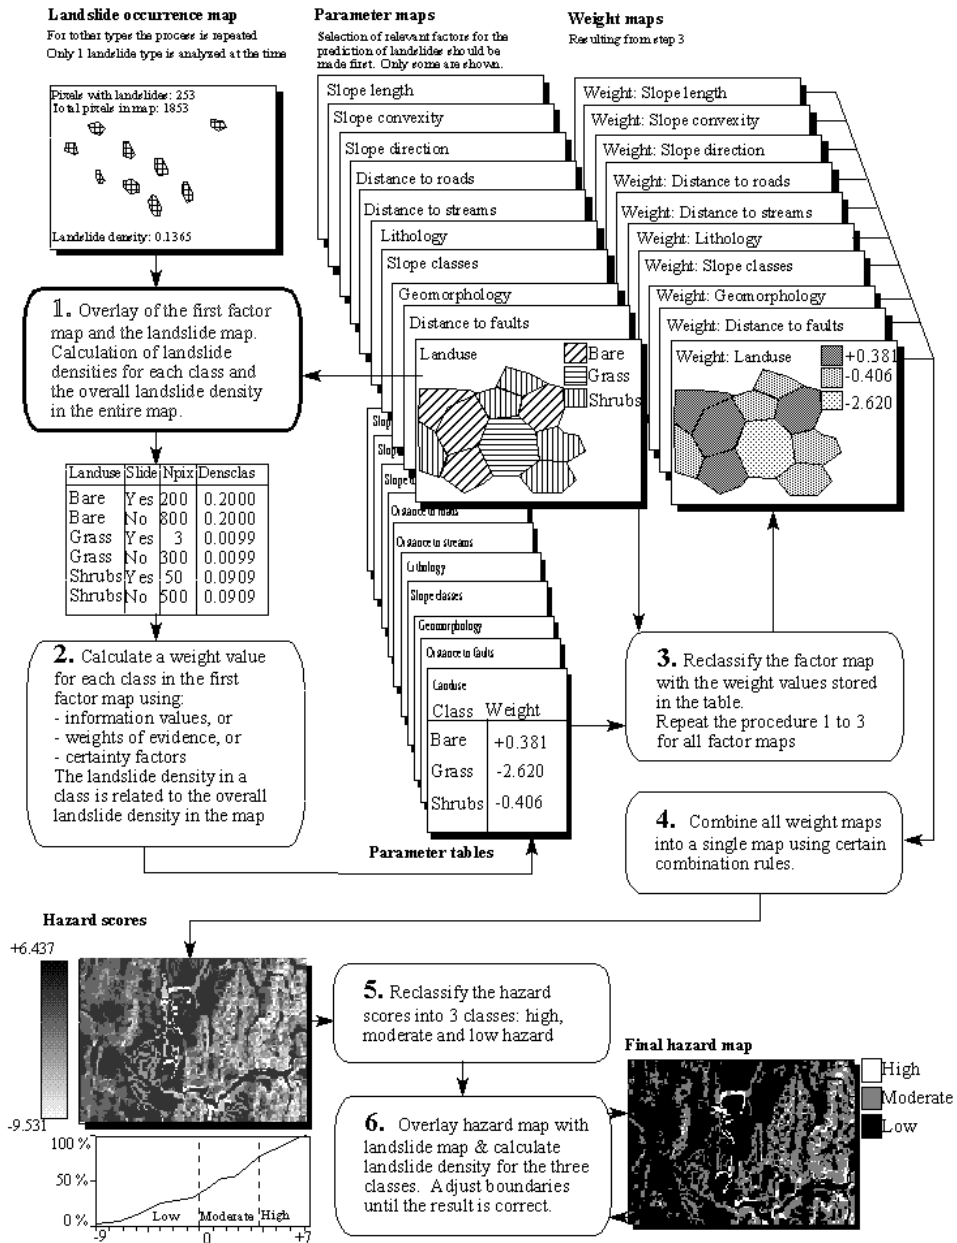 Landslide occurrence map
For tother types the process is repeated
Only 1 landslide type is analyzed at the time
Pixels with landslides: 253
Total pixels in map: 1853
Landslide density: 0.1365
Parameter maps
Selection of relevant factors for the
prediction of landslides should be
made first. Only some are shown.
Slope length
Slope convexity
Slope direction
Distance to roads
Distance to streams
Lithology
Slope classes
Geomorphology
Distance to faults
Landuse
Bare
Grass
Shrubs
Weight maps
Resulting from step 3
Weight: Slope length
Weight: Slope convexity
Weight: Slope direction
Weight: Distance to roads
Weight: Distance to streams
Weight: Lithology
Weight: Slope classes
Weight: Geomorphology
Weight: Distance to faults
Weight: Landuse
+0.381
-0.406
-2.620
1. Overlay of the first factor
map and the landslide map.
Calculation of landslide
densities for each class and
the overall landslide density
in the entire map.
Landuse Slide Npix Densclas
Bare Yes 200 0.2000
Bare No 800 0.2000
Grass Yes 3 0.0099
Grass No 300 0.0099
Shrubs Yes 50 0.0909
Shrubs No 500 0.0909
2. Calculate a weight value
for each class in the first
factor map using:
- information values, or
- weights of evidence, or
- certainty factors
The landslide density in a
class is related to the overall
landslide density in the map
Distance to roads
Distance to streams
Lithology
Slope classes
Geomorphology
Distance to faults
Landuse
Class Weight
Bare +0.381
Grass -2.620
Shrubs -0.406
Parameter tables
3. Reclassify the factor map
with the weight values stored
in the table.
Repeat the procedure 1 to 3
for all factor maps
4. Combine all weight maps
into a single map using certain
combination rules.
Hazard scores
+6.437
-9.531
100 %
50 %
0 %
Low Moderate High
-9 0 +7
5. Reclassify the hazard
scores into 3 classes: high,
moderate and low hazard
6. Overlay hazard map with
landslide map & calculate
landslide density for the three
classes. Adjust boundaries
until the result is correct.
Final hazard map
High
Moderate
Low